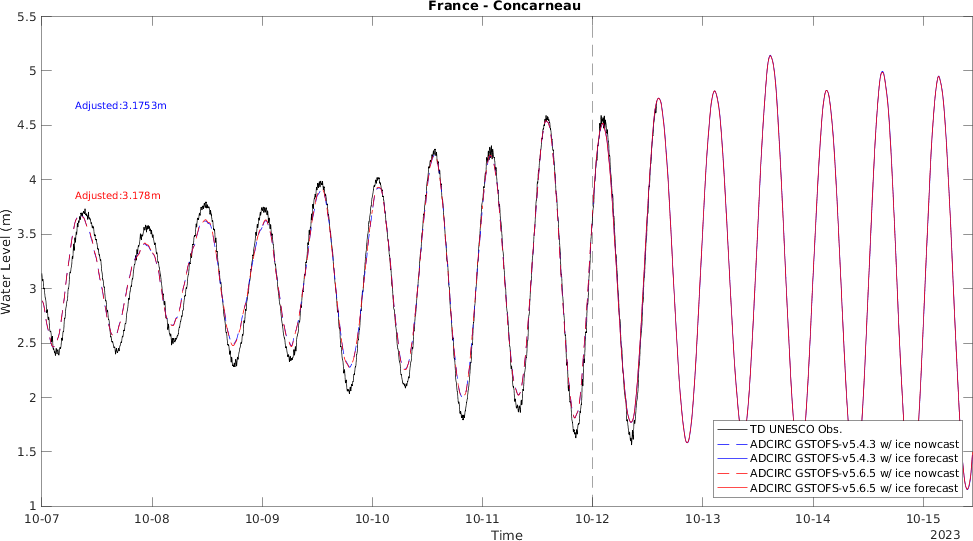 France - Concarneau
5.5
5
4.5
4
3.5
3
2.5
2
1.5
1
Water Level (m)
Adjusted:3.1753m
Adjusted:3.178m
TD UNESCO Obs.
ADCIRC GSTOFS-v5.4.3 w/ ice nowcast
ADCIRC GSTOFS-v5.4.3 w/ ice forecast
ADCIRC GSTOFS-v5.6.5 w/ ice nowcast
ADCIRC GSTOFS-v5.6.5 w/ ice forecast
10-07 10-08 10-09 10-10 10-11 10-12 10-13 10-14 10-15
Time
2023